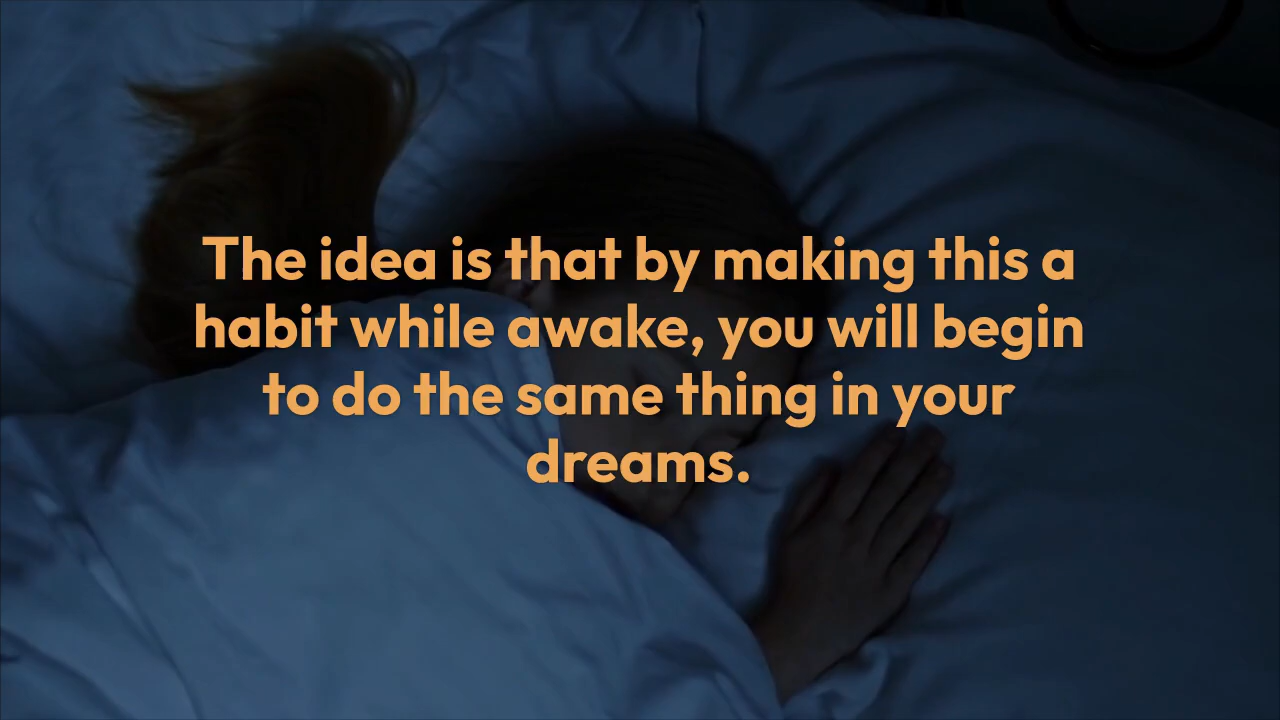 The idea is that by making this a
habit while awake, you will begin
to do the same thing in your
dreams.